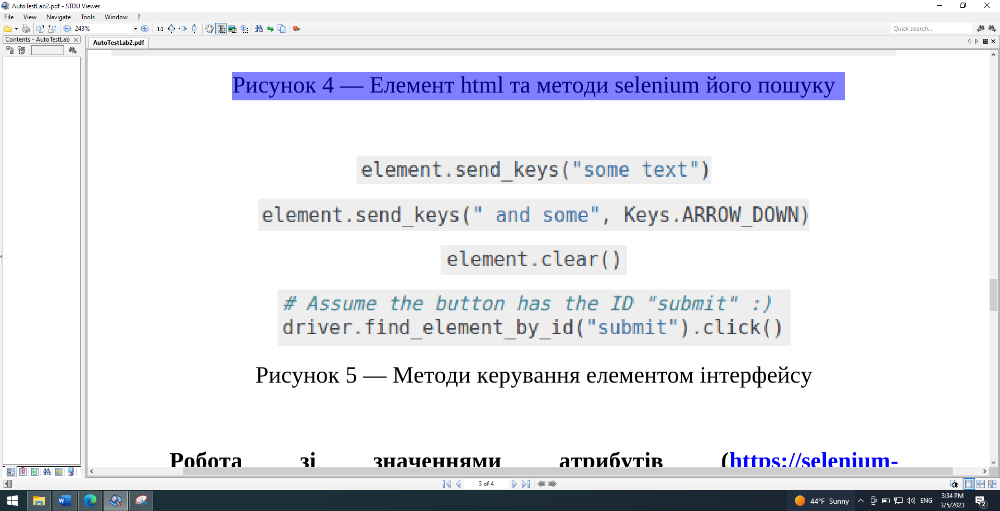 AutoTestLab2.pdf - STDU Viewer
File View Navigate Tools Window ?
243%
1:1
Quick search...
Contents - AutoTestLab
AutoTestLab2.pdf
Рисунок 4 — Елемент html та методи selenium його пошуку
element.send_keys("some text")
element.send_keys(" and some", Keys.ARROW_DOWN)
element.clear()
# Assume the button has the ID "submit" :)
driver.find_element_by_id("submit").click()
Рисунок 5 — Методи керування елементом інтерфейсу
Робота зі значеннями атрибутів (https://selenium-
3 of 4
44°F Sunny
ENG
3:34 PM
3/5/2023
2